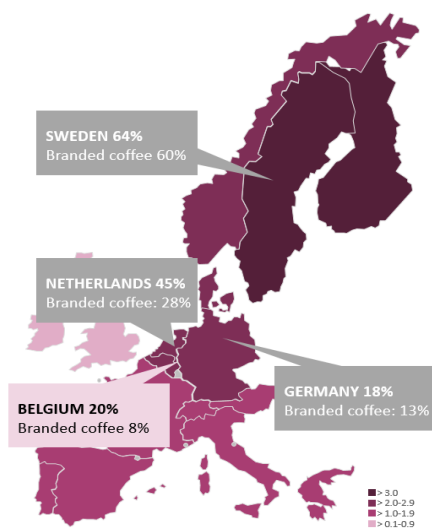 SWEDEN 64%
Branded coffee 60%
NETHERLANDS 45%
Branded coffee: 28%
GERMANY 18%
Branded coffee: 13%
BELGIUM 20%
Branded coffee 8%
> 3.0
> 2.0-2.9
> 1.0-1.9
> 0.1-0.9